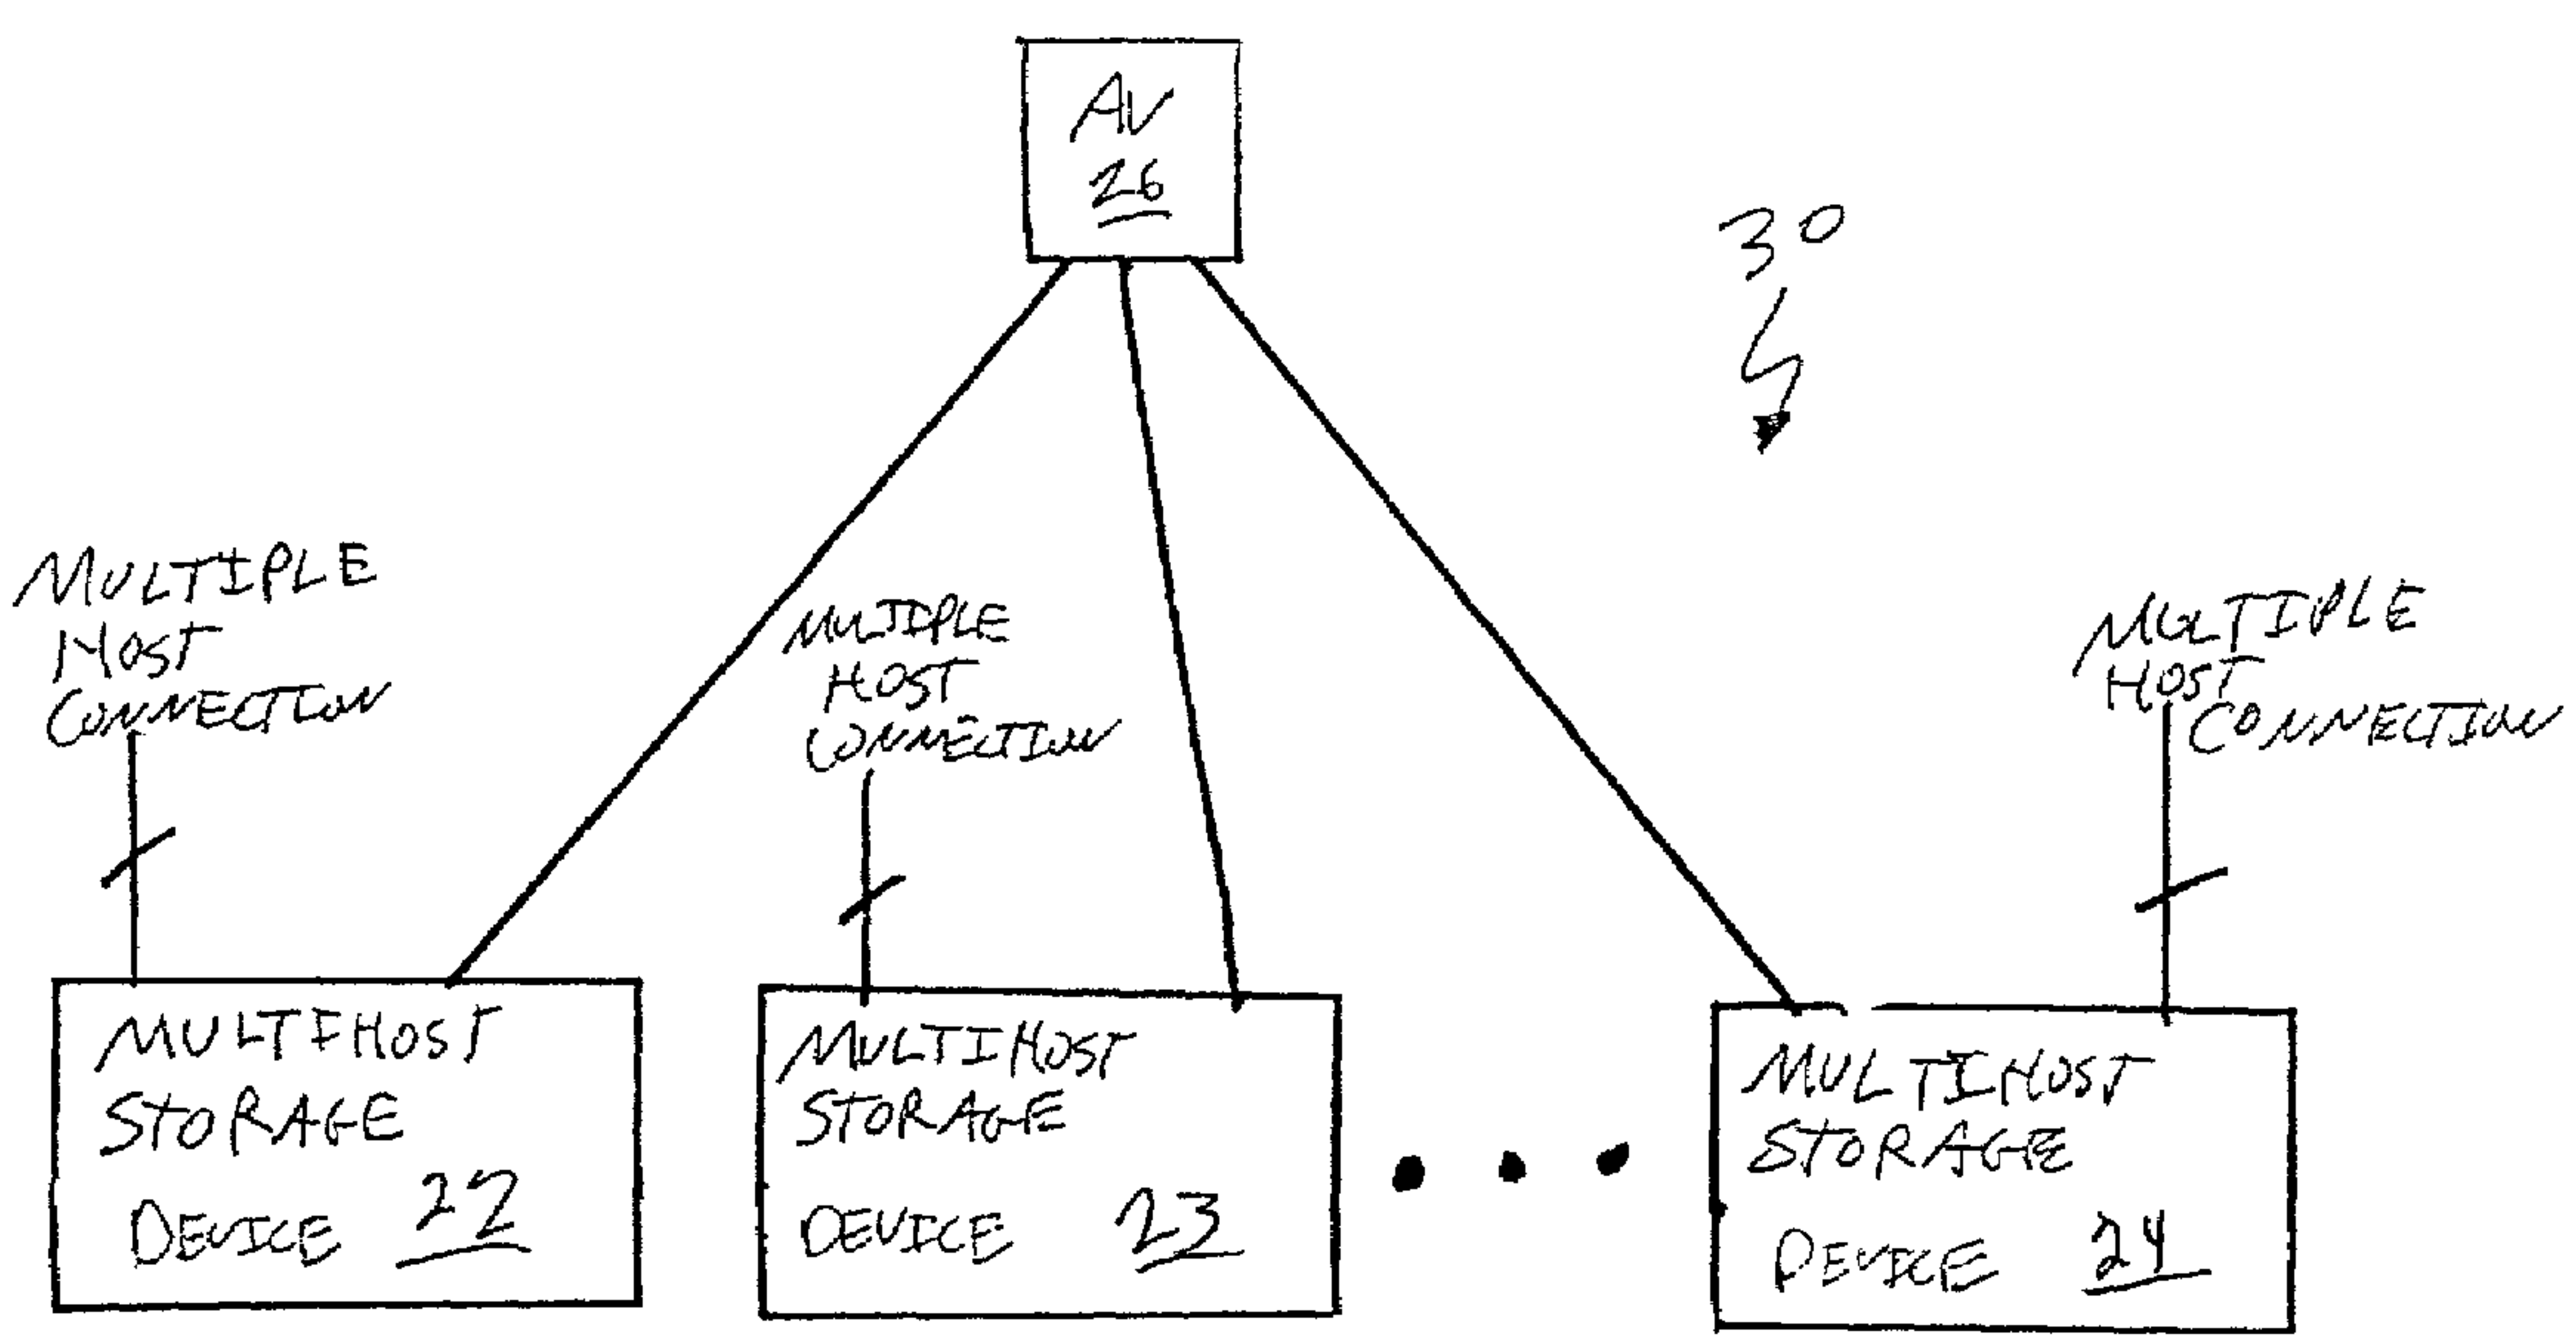 AV
26
30
MULTIPLE
HOST
CONNECTION
MULTIPLE
HOST
CONNECTION
MULTIPLE
HOST
CONNECTION
MULTIHOST
STORAGE
DEVICE 22
MULTIHOST
STORAGE
DEVICE 23
MULTIHOST
STORAGE
DEVICE 24